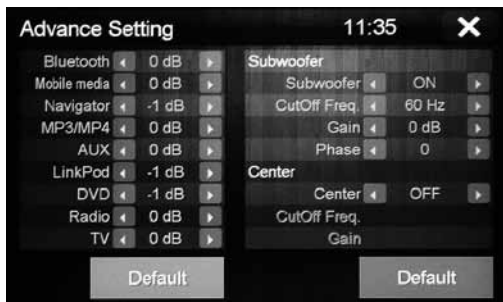 Advance Setting 11:35
Bluetooth 0 dB
Mobile media 0 dB
Navigator -1 dB
MP3/MP4 0 dB
AUX 0 dB
LinkPod -1 dB
DVD -1 dB
Radio 0 dB
TV 0 dB
Default
Subwoofer
Subwoofer ON
CutOff Freq. 60 Hz
Gain 0 dB
Phase 0
Center
Center OFF
CutOff Freq.
Gain
Default